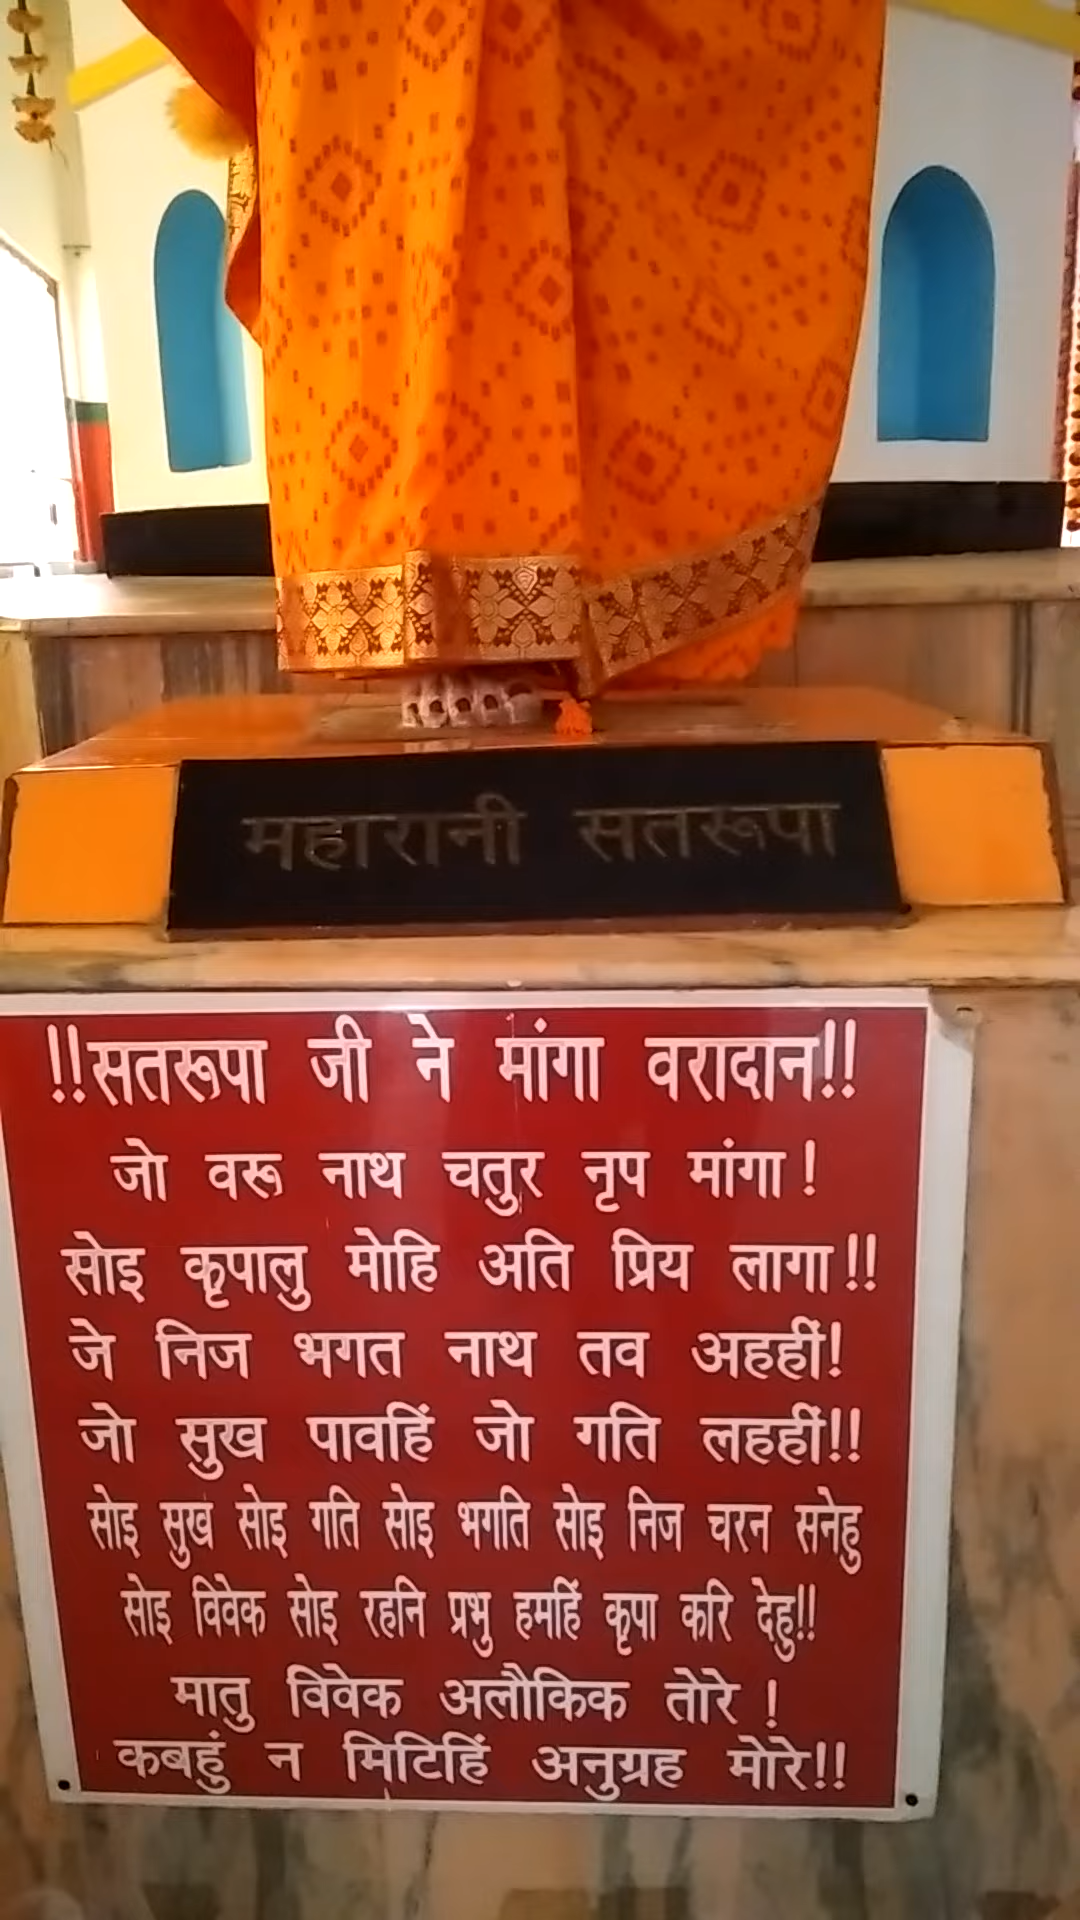 महारानी सतरूपा
!!सतरूपा जी ने मांगा वरादान!!
जो वरू नाथ चतुर नृप मांगा!
सोइ कृपालु मोहि अति प्रिय लागा!!
जे निज भगत नाथ तव अहहीं!
जो सुख पावहिं जो गति लहहीं!!
सोइ सुख सोइ गति सोइ भगति सोइ निज चरन सनेहु
सोइ विवेक सोइ रहनि प्रभु हमहिं कृपा करि देहु!!
मातु विवेक अलौकिक तोरे !
कबहुं न मिटिहिं अनुग्रह मोरे!!